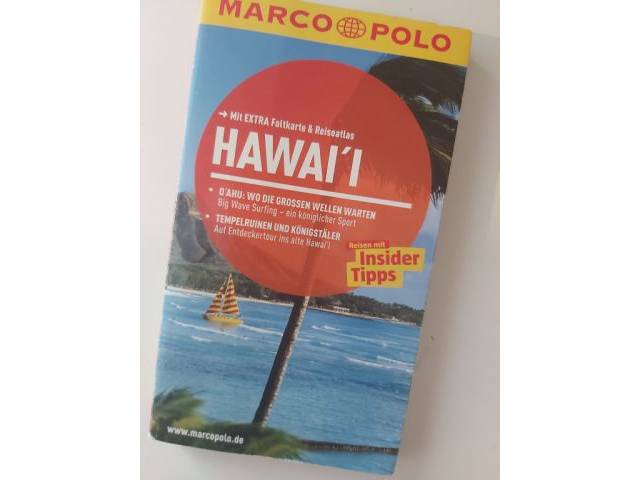 MARCO POLO
→ Mit EXTRA Faltkarte & Reiseatlas
HAWAI´I
• O´AHU: WO DIE GROSSEN WELLEN WARTEN
Big Wave Surfing – ein königlicher Sport
• TEMPELRUINEN UND KÖNIGSTÄLER
Auf Entdeckertour ins alte Hawai´i
Reisen mit
Insider
Tipps
www.marcopolo.de